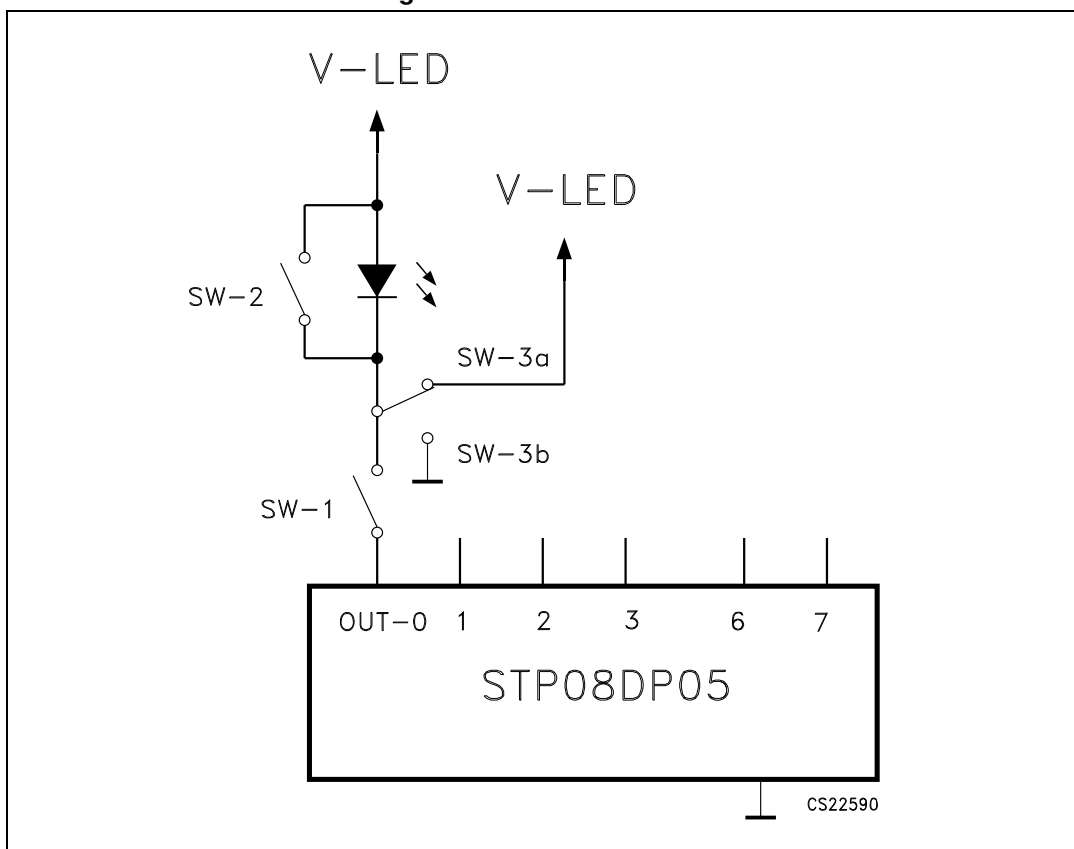 V-LED
V-LED
SW-2
SW-3a
SW-3b
SW-1
OUT-0 1 2 3 6 7
STP08DP05
CS22590